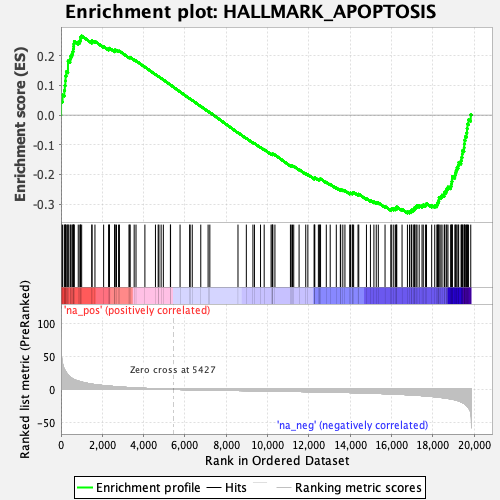 Enrichment plot: HALLMARK_APOPTOSIS
Enrichment score (ES)
0.2
0.1
0.0
-0.1
-0.2
-0.3
'na_pos' (positively correlated)
Ranked list metric (PreRanked)
100
50
0
-50
Zero cross at 5427
'na_neg' (negatively correlated)
0
2,000
4,000
6,000
8,000
10,000
12,000
14,000
16,000
18,000
20,000
Rank in Ordered Dataset
Enrichment profile
Hits
Ranking metric scores